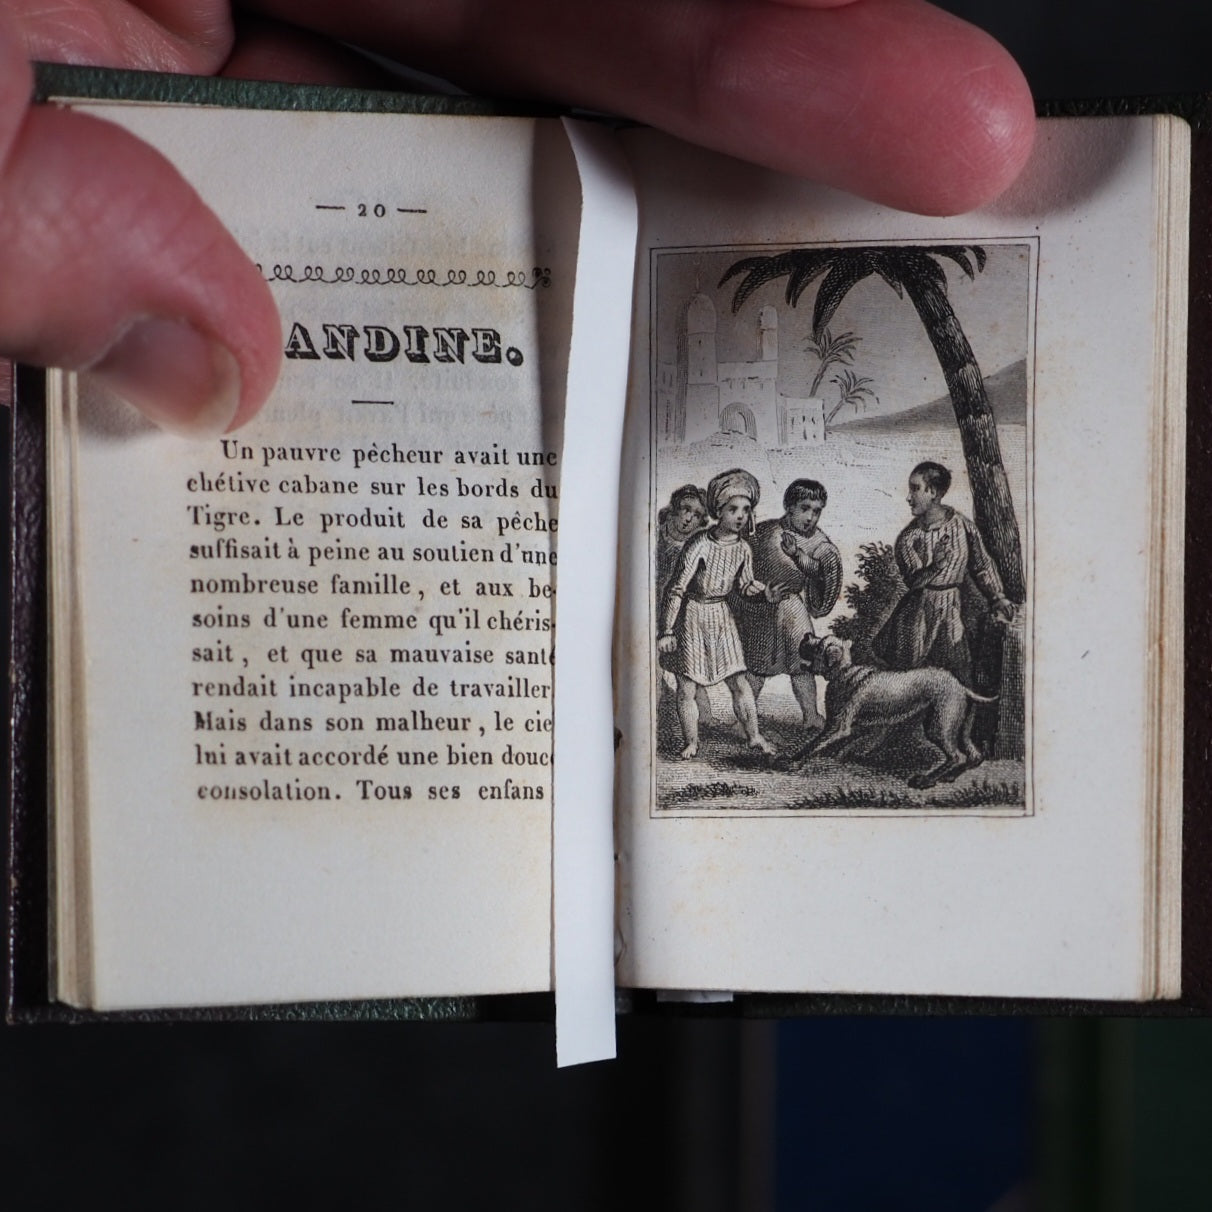 — 20 —
ANDINE.
Un pauvre pècheur avait une
chétive cabane sur les bords du
Tigre. Le produit de sa pêche
suffisait à peine au soutien d'une
nombreuse famille, et aux be-
soins d'une femme qu'il chéris-
sait, et que sa mauvaise santé
rendait incapable de travailler
Mais dans son malheur, le cie
lui avait accordé une bien douce
consolation. Tous ses enfans